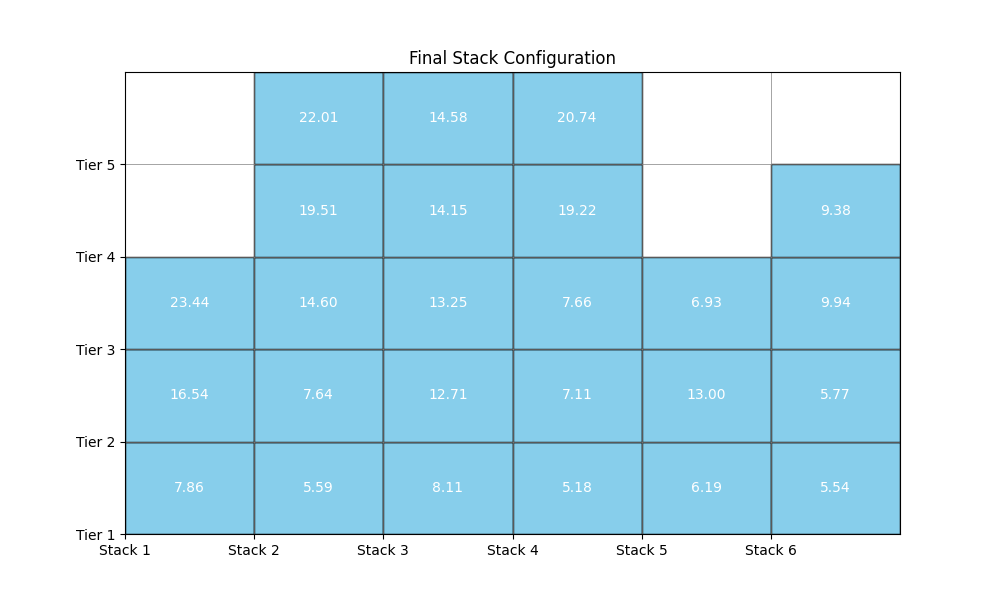 Final Stack Configuration
22.01 14.58 20.74
Tier 5
19.51 14.15 19.22 9.38
Tier 4
23.44 14.60 13.25 7.66 6.93 9.94
Tier 3
16.54 7.64 12.71 7.11 13.00 5.77
Tier 2
7.86 5.59 8.11 5.18 6.19 5.54
Tier 1
Stack 1 Stack 2 Stack 3 Stack 4 Stack 5 Stack 6